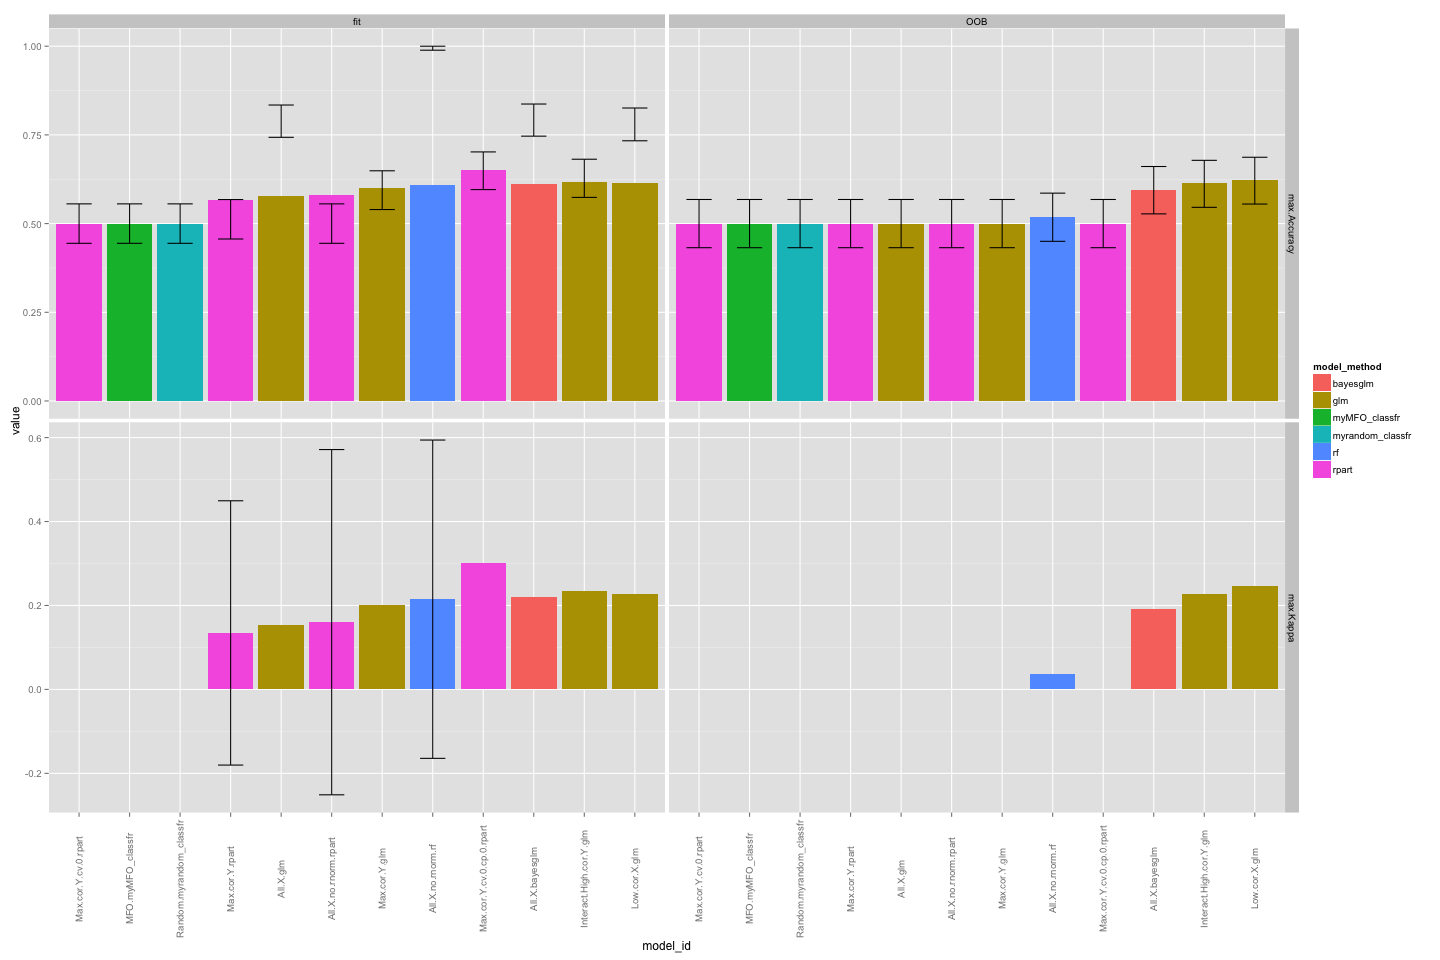 fit
OOB
1.00
0.75
0.50
0.25
0.00
max.Accuracy
value
0.6
0.4
0.2
0.0
-0.2
max.Kappa
Max.cor.Y.cv.0.rpart
MFO.myMFO_classfr
Random.myrandom_classfr
Max.cor.Y.rpart
All.X.glm
All.X.no.rnorm.rpart
Max.cor.Y.glm
All.X.no.rnorm.rf
Max.cor.Y.cv.0.cp.0.rpart
All.X.bayesglm
Interact.High.cor.Y.glm
Low.cor.X.glm
Max.cor.Y.cv.0.rpart
MFO.myMFO_classfr
Random.myrandom_classfr
Max.cor.Y.rpart
All.X.glm
All.X.no.rnorm.rpart
Max.cor.Y.glm
All.X.no.rnorm.rf
Max.cor.Y.cv.0.cp.0.rpart
All.X.bayesglm
Interact.High.cor.Y.glm
Low.cor.X.glm
model_id
model_method
bayesglm
glm
myMFO_classfr
myrandom_classfr
rf
rpart